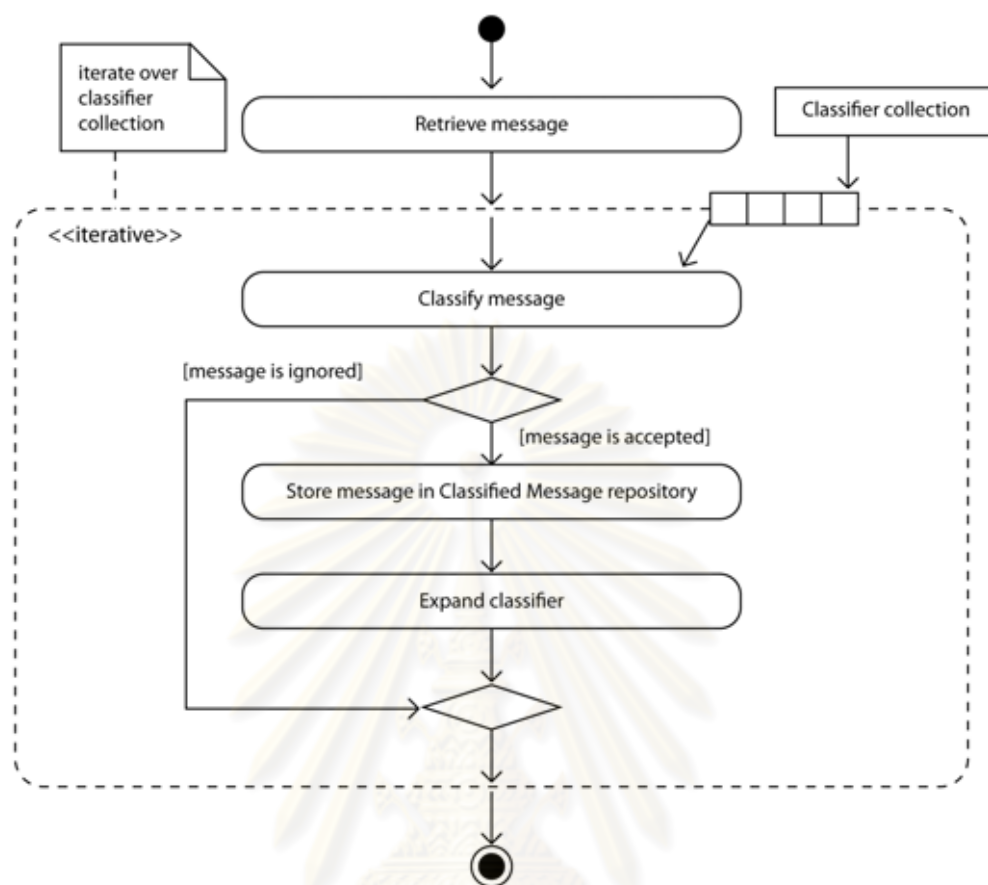 iterate over
classifier
collection
Retrieve message
Classifier collection
<<iterative>>
Classify message
[message is ignored]
[message is accepted]
Store message in Classified Message repository
Expand classifier